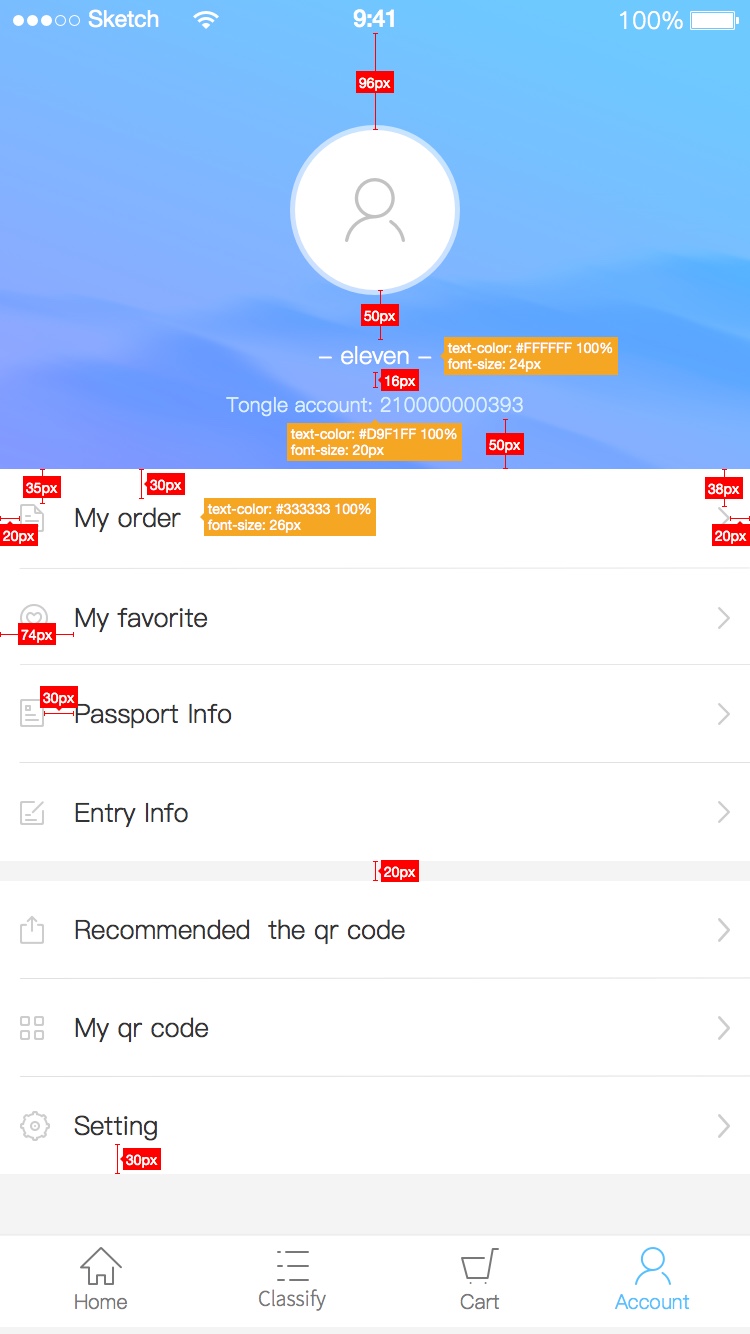 Sketch 9:41 100%
96px
50px
– eleven –
text-color: #FFFFFF 100%
font-size: 24px
16px
Tongle account: 210000000393
text-color: #D9F1FF 100%
font-size: 20px
50px
35px
30px
38px
My order
text-color: #333333 100%
font-size: 26px
20px
20px
My favorite
74px
30px
Passport Info
Entry Info
20px
Recommended the qr code
My qr code
Setting
30px
Home
Classify
Cart
Account